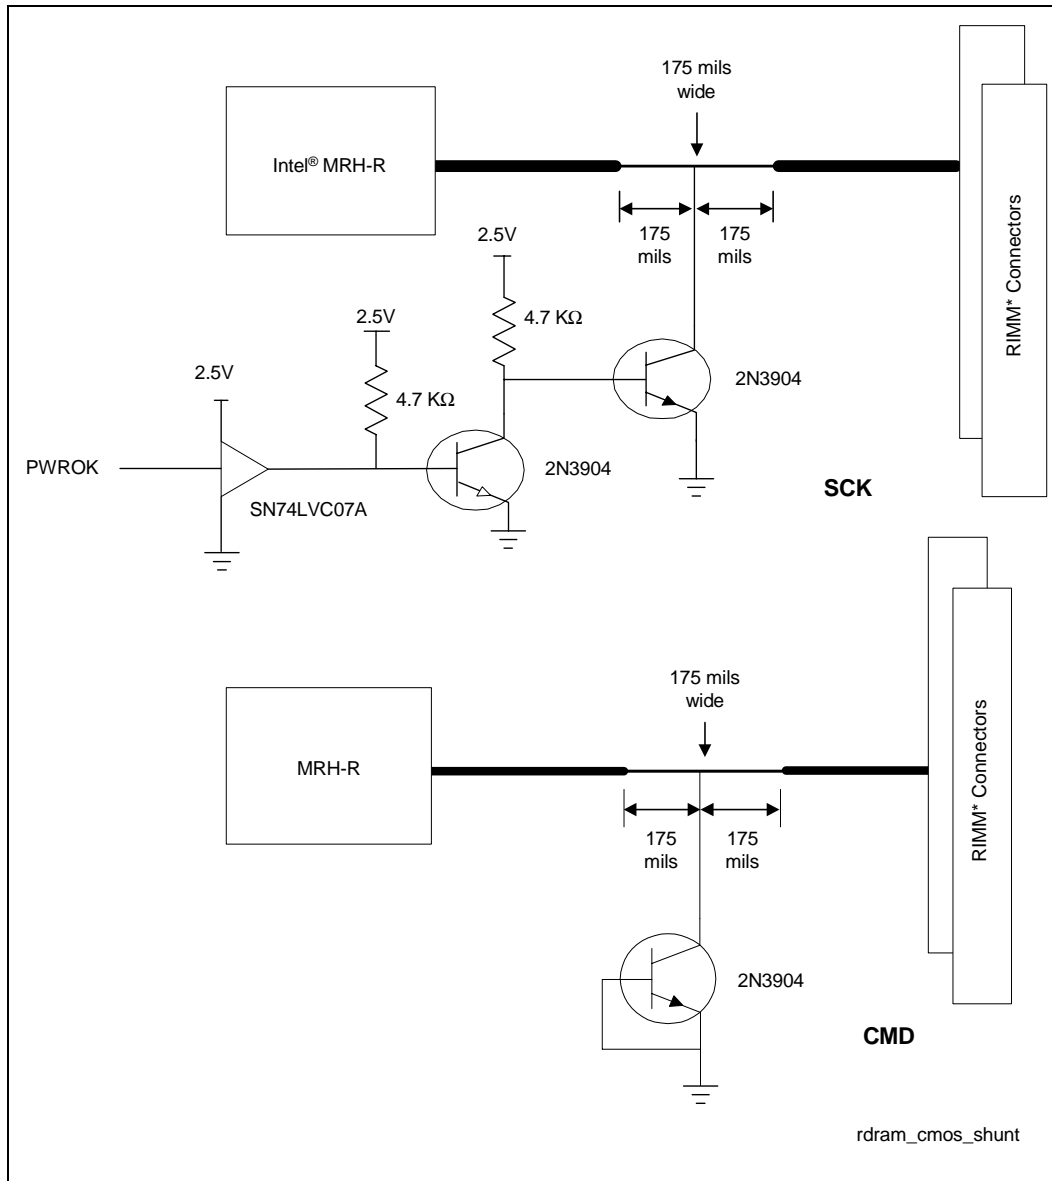 175 mils
wide
Intel® MRH-R
175
mils
175
mils
RIMM* Connectors
2.5V
4.7 KΩ
2.5V
4.7 KΩ
2N3904
2.5V
PWROK
2N3904
SCK
SN74LVC07A
175 mils
wide
MRH-R
175
mils
175
mils
RIMM* Connectors
2N3904
CMD
rdram_cmos_shunt